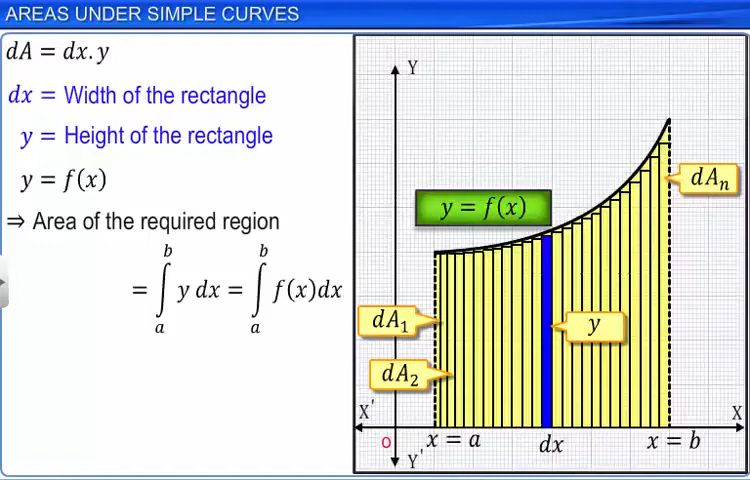 AREAS UNDER SIMPLE CURVES
dA = dx.y
dx = Width of the rectangle
y = Height of the rectangle
y = f(x)
⇒ Area of the required region
= ∫ₐᵇ y dx = ∫ₐᵇ f(x)dx
Y
dAₙ
y = f(x)
dA₁
y
dA₂
X'
X
O
x = a
dx
x = b
Y'